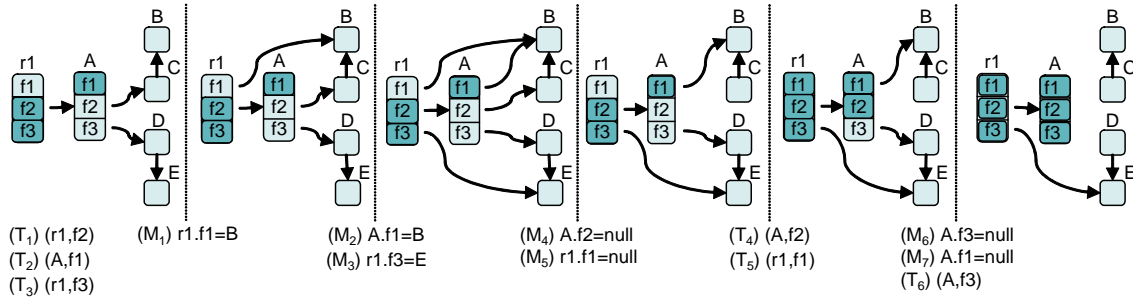 r1
f1
f2
f3
A
f1
f2
f3
B
C
D
E
(T1) (r1,f2)
(T2) (A,f1)
(T3) (r1,f3)
r1
f1
f2
f3
A
f1
f2
f3
B
C
D
E
(M1) r1.f1=B
r1
f1
f2
f3
A
f1
f2
f3
B
C
D
E
(M2) A.f1=B
(M3) r1.f3=E
r1
f1
f2
f3
A
f1
f2
f3
B
C
D
E
(M4) A.f2=null
(M5) r1.f1=null
r1
f1
f2
f3
A
f1
f2
f3
B
C
D
E
(T4) (A,f2)
(T5) (r1,f1)
r1
f1
f2
f3
A
f1
f2
f3
B
C
D
E
(M6) A.f3=null
(M7) A.f1=null
(T6) (A,f3)